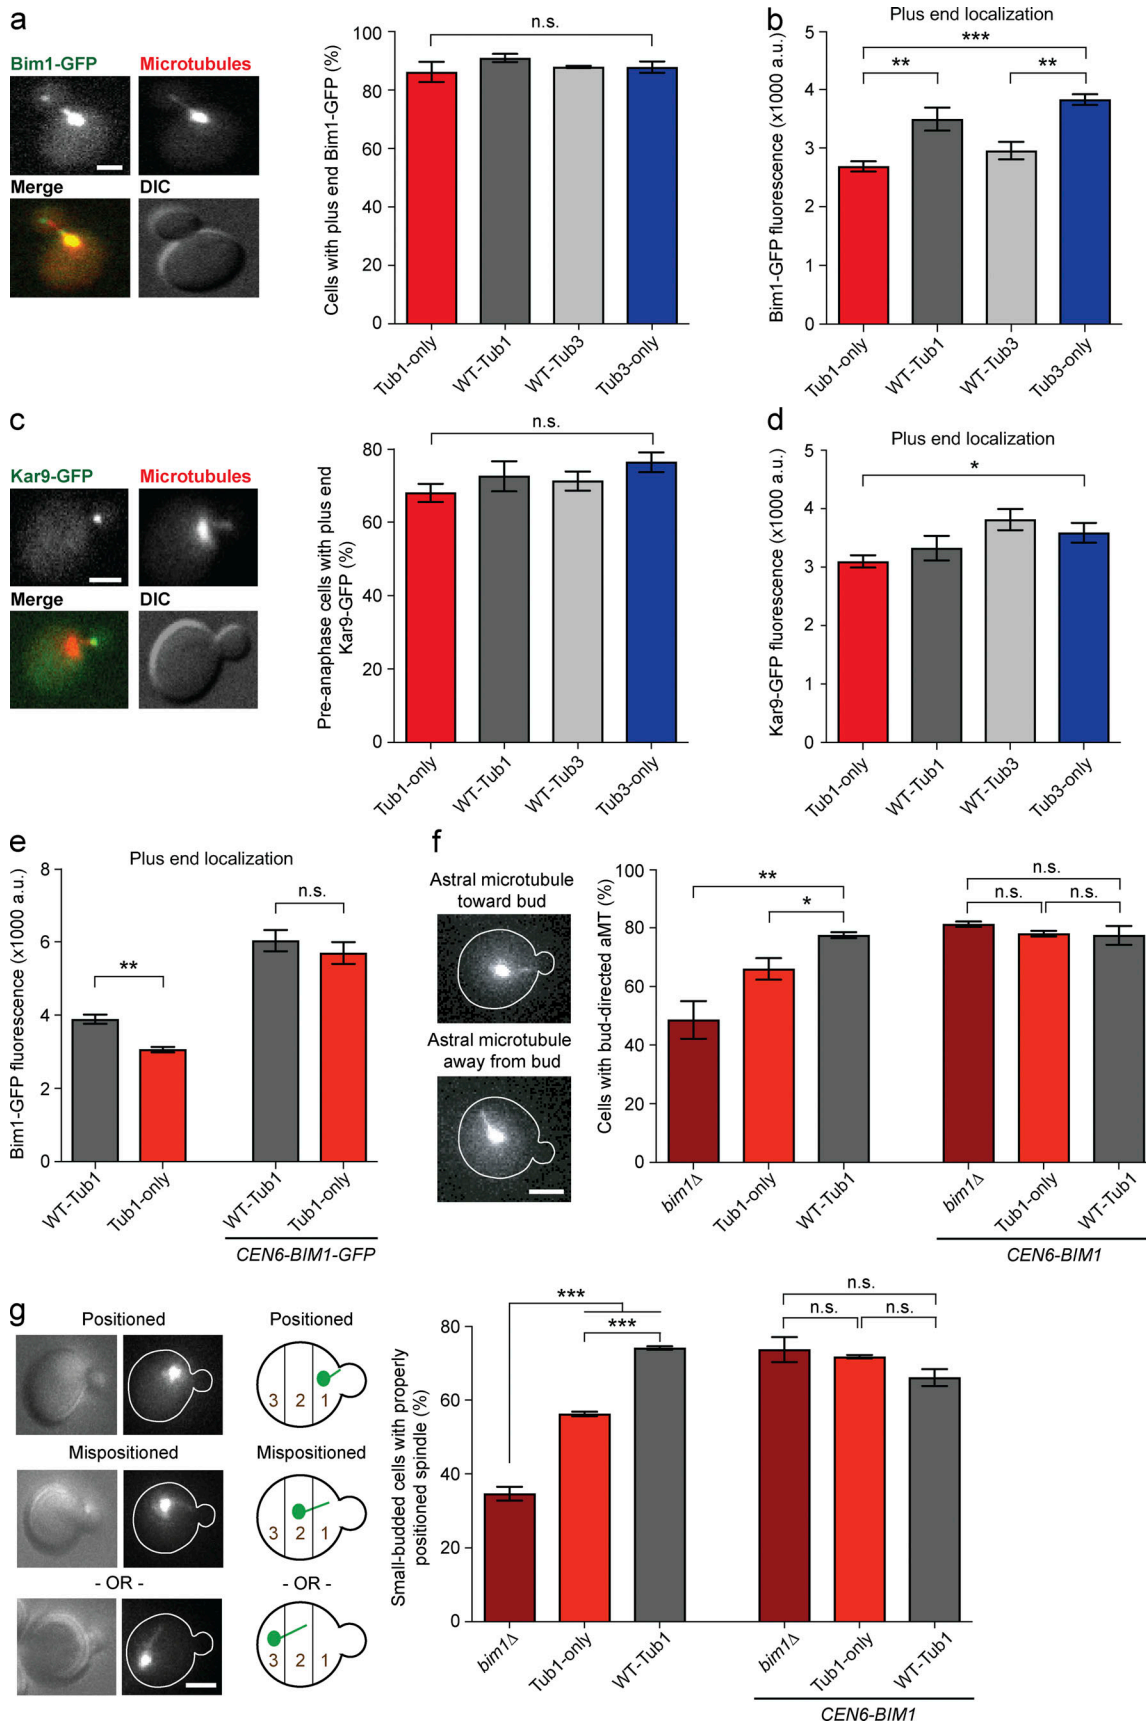 a
Bim1-GFP
Microtubules
Merge
DIC
Cells with plus end Bim1-GFP (%)
100
80
60
40
20
0
n.s.
Tub1-only
WT-Tub1
WT-Tub3
Tub3-only
b
Plus end localization
Bim1-GFP fluorescence (x1000 a.u.)
5
4
3
2
1
0
***
**
**
Tub1-only
WT-Tub1
WT-Tub3
Tub3-only
c
Kar9-GFP
Microtubules
Merge
DIC
Pre-anaphase cells with plus end
Kar9-GFP (%)
80
60
40
20
0
n.s.
Tub1-only
WT-Tub1
WT-Tub3
Tub3-only
d
Plus end localization
Kar9-GFP fluorescence (x1000 a.u.)
5
4
3
2
1
0
*
Tub1-only
WT-Tub1
WT-Tub3
Tub3-only
e
Plus end localization
Bim1-GFP fluorescence (x1000 a.u.)
8
6
4
2
0
**
n.s.
WT-Tub1
Tub1-only
WT-Tub1
Tub1-only
CEN6-BIM1-GFP
f
Astral microtubule
toward bud
Astral microtubule
away from bud
Cells with bud-directed aMT (%)
100
80
60
40
20
0
**
*
n.s.
n.s.
n.s.
bim1Δ
Tub1-only
WT-Tub1
bim1Δ
Tub1-only
WT-Tub1
CEN6-BIM1
g
Positioned
Positioned
3 2 1
Mispositioned
Mispositioned
3 2 1
- OR -
- OR -
3 2 1
Small-budded cells with properly
positioned spindle (%)
80
60
40
20
0
***
***
n.s.
n.s.
n.s.
bim1Δ
Tub1-only
WT-Tub1
bim1Δ
Tub1-only
WT-Tub1
CEN6-BIM1